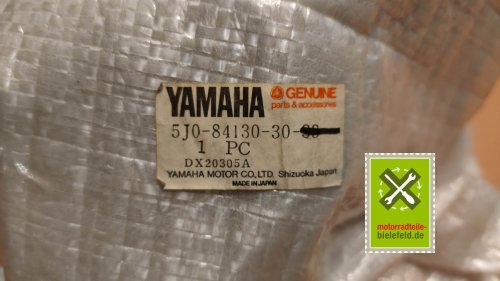 YAMAHA
GENUINE
parts & accessories
5J0-84130-30-
1 PC
DX20305A
YAMAHA MOTOR CO,LTD. Shizuoka Japan
MADE IN JAPAN
motorradteile-
bielefeld.de